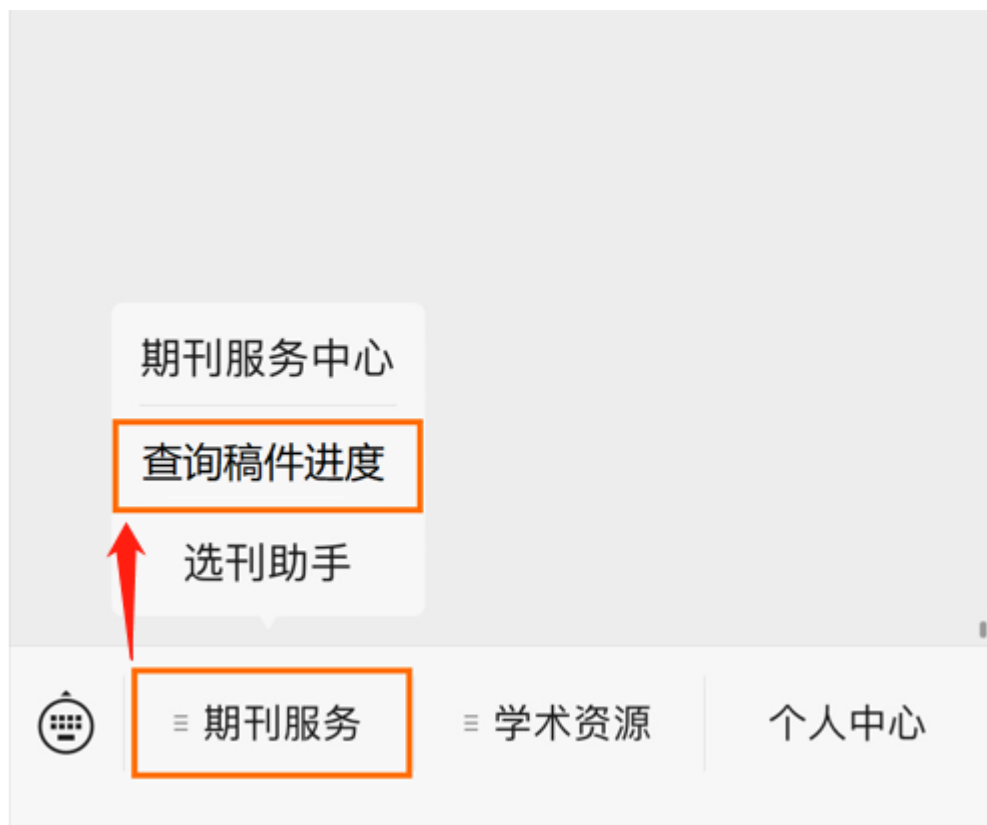 期刊服务中心
查询稿件进度
选刊助手
期刊服务
学术资源
个人中心